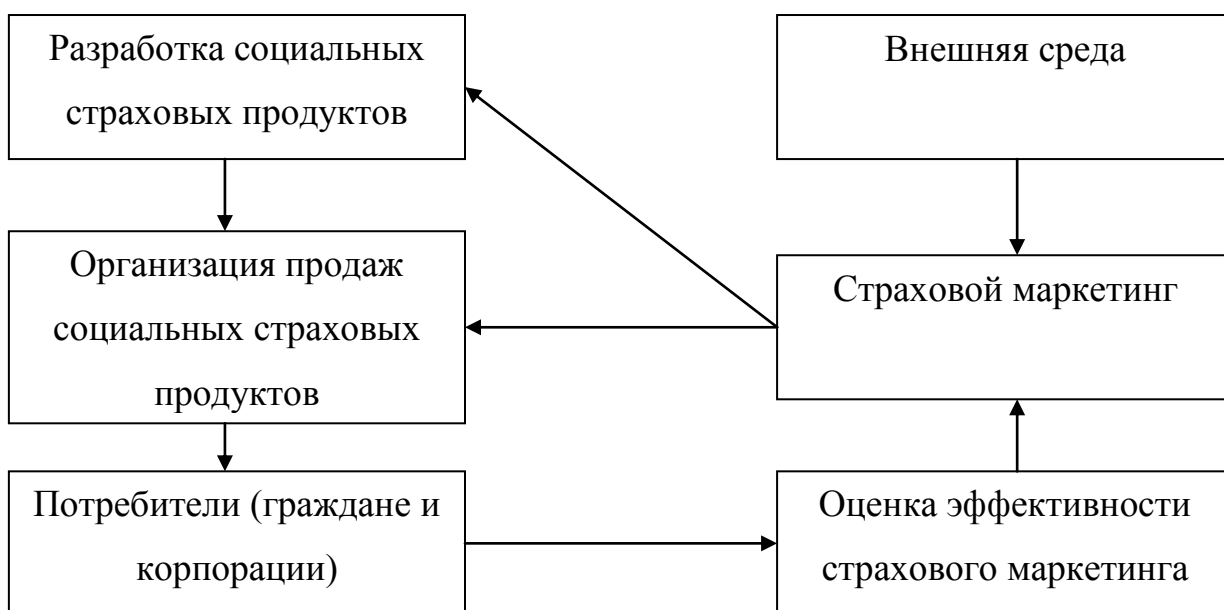 Разработка социальных
страховых продуктов
Внешняя среда
Организация продаж
социальных страховых
продуктов
Страховой маркетинг
Потребители (граждане и
корпорации)
Оценка эффективности
страхового маркетинга